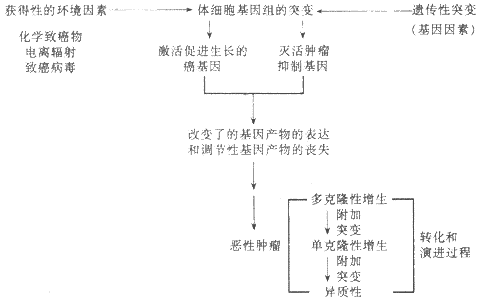 获得性的环境因素
体细胞基因组的突变
遗传性突变
(基因因素)
化学致癌物
电离辐射
致癌病毒
激活促进生长的
癌基因
灭活肿瘤
抑制基因
改变了的基因产物的表达
和调节性基因产物的丧失
恶性肿瘤
多克隆性增生
附加
突变
单克隆性增生
附加
突变
异质性
转化和
演进过程